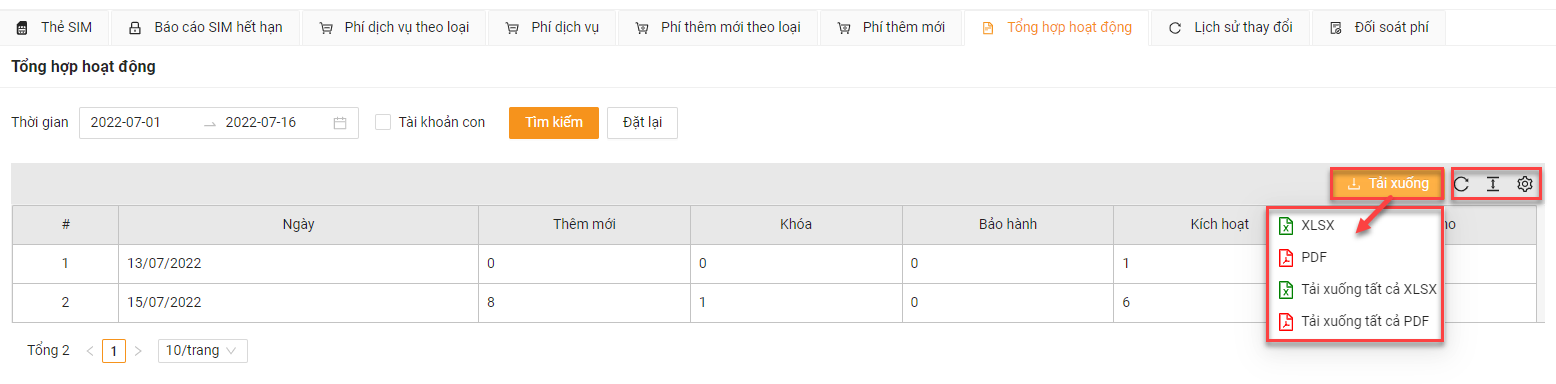 Thẻ SIM Báo cáo SIM hết hạn Phí dịch vụ theo loại Phí dịch vụ Phí thêm mới theo loại Phí thêm mới Tổng hợp hoạt động Lịch sử thay đổi Đối soát phí
Tổng hợp hoạt động
Thời gian 2022-07-01 → 2022-07-16 Tài khoản con Tìm kiếm Đặt lại
Tải xuống
# Ngày Thêm mới Khóa Bảo hành Kích hoạt
1 13/07/2022 0 0 0 1
2 15/07/2022 8 1 0 6
XLSX
PDF
Tải xuống tất cả XLSX
Tải xuống tất cả PDF
Tổng 2 < 1 > 10/trang